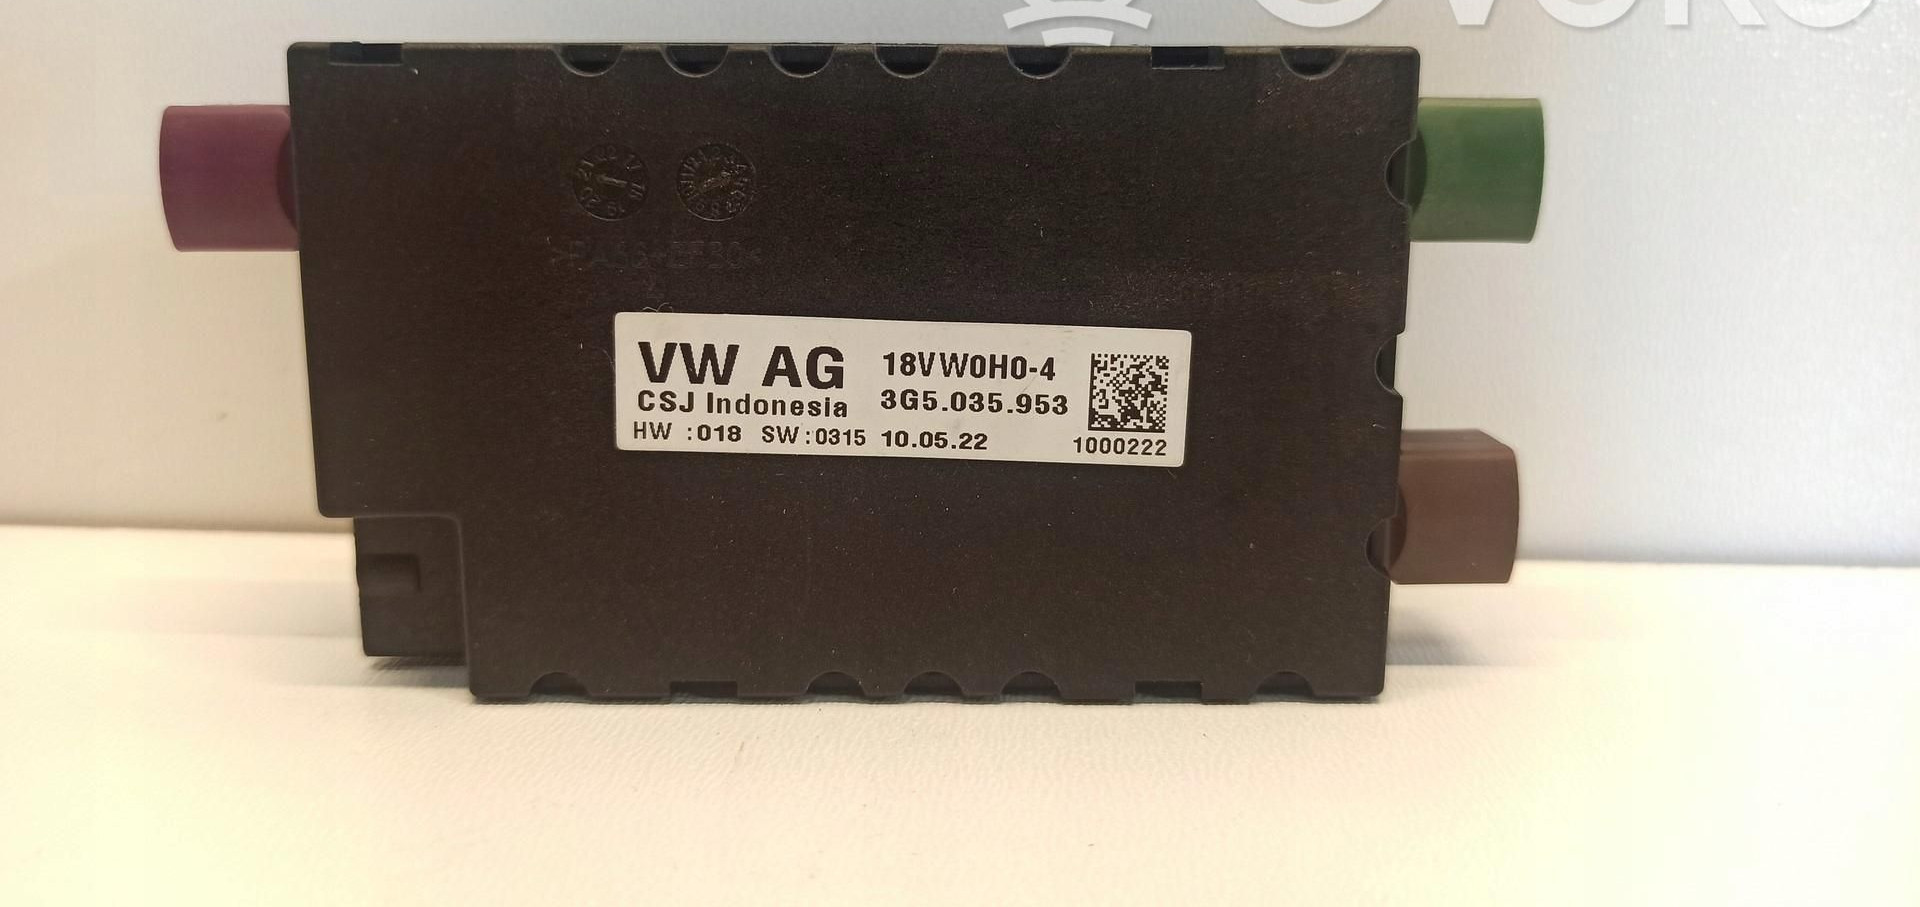 VW AG 18VW0H0-4
CSJ Indonesia 3G5.035.953
HW :018 SW:0315 10.05.22 1000222